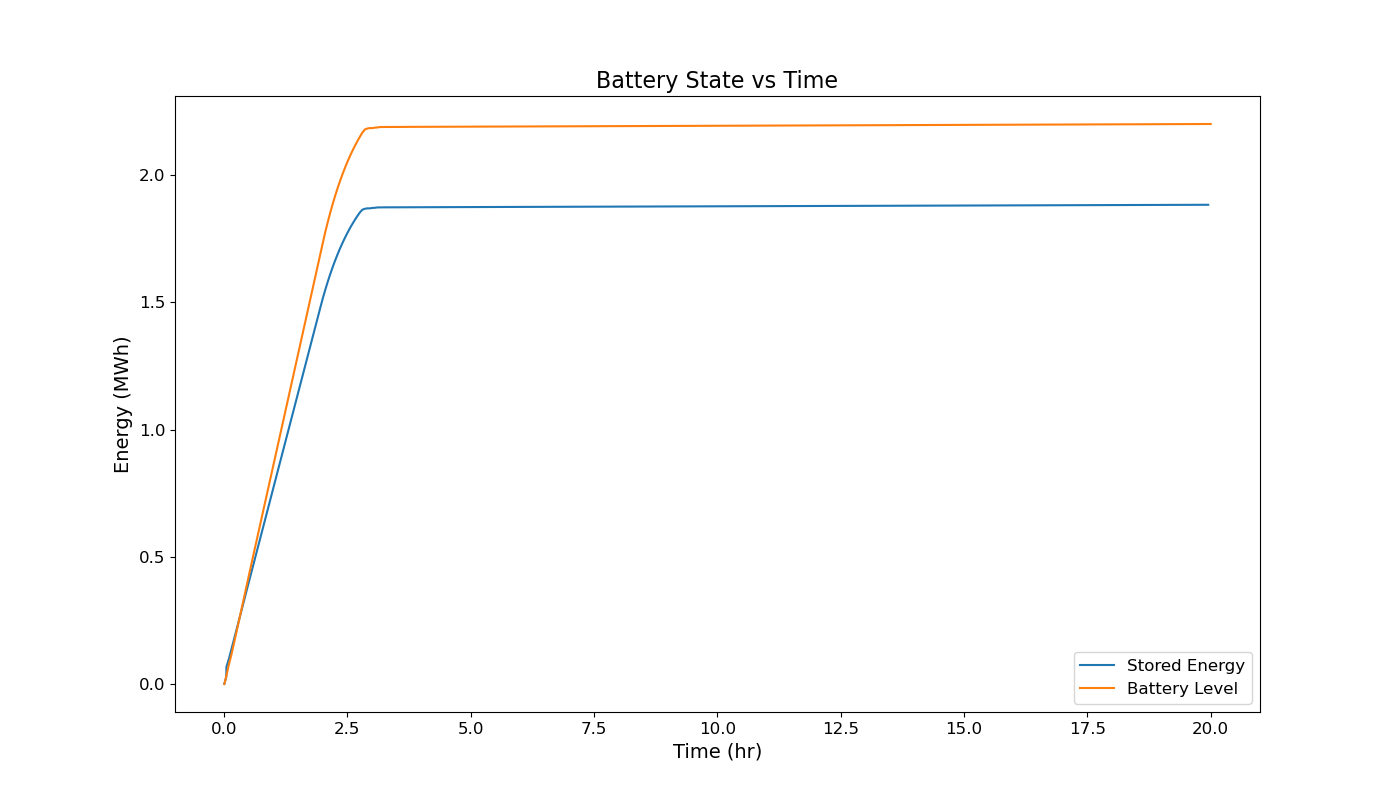 Battery State vs Time
Energy (MWh)
2.0
1.5
1.0
0.5
0.0
0.0 2.5 5.0 7.5 10.0 12.5 15.0 17.5 20.0
Time (hr)
Stored Energy
Battery Level